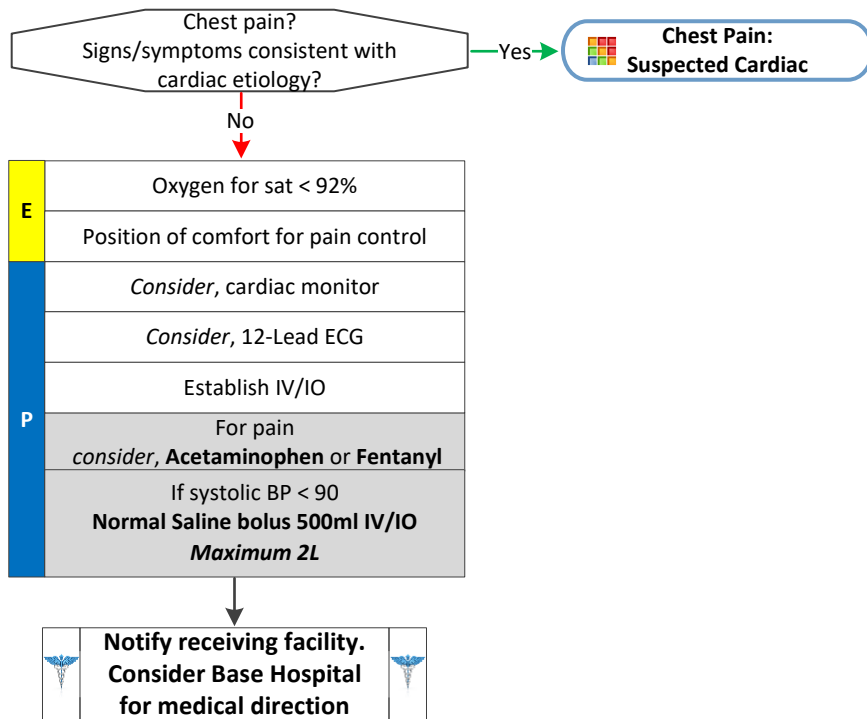 Chest pain?
Signs/symptoms consistent with
cardiac etiology?
Yes
Chest Pain:
Suspected Cardiac
No
E
Oxygen for sat < 92%
Position of comfort for pain control
P
Consider, cardiac monitor
Consider, 12-Lead ECG
Establish IV/IO
For pain
consider, Acetaminophen or Fentanyl
If systolic BP < 90
Normal Saline bolus 500ml IV/IO
Maximum 2L
Notify receiving facility.
Consider Base Hospital
for medical direction